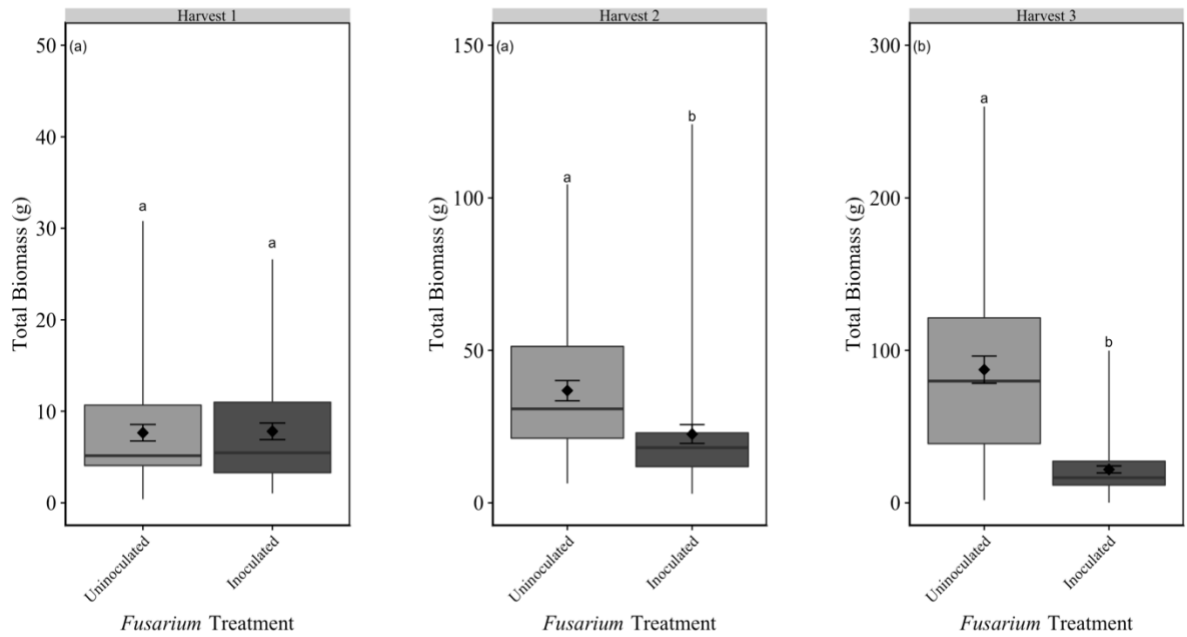 Harvest 1
(a)
50
40
30
20
10
0
Total Biomass (g)
a
a
Uninoculated
Inoculated
Fusarium Treatment
Harvest 2
(a)
150
100
50
0
Total Biomass (g)
a
b
Uninoculated
Inoculated
Fusarium Treatment
Harvest 3
(b)
300
200
100
0
Total Biomass (g)
a
b
Uninoculated
Inoculated
Fusarium Treatment